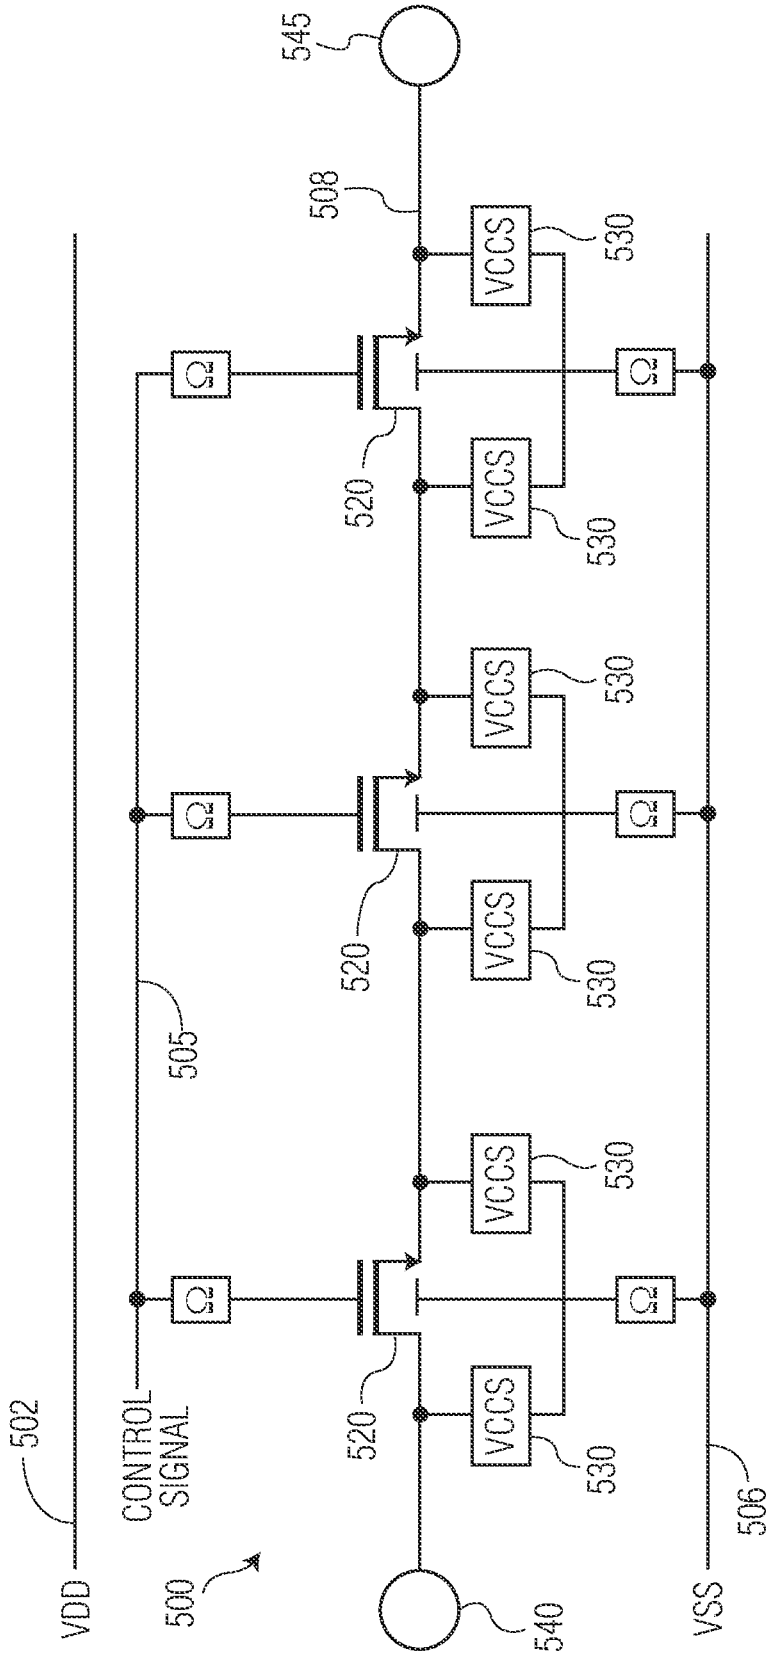 502
VDD
CONTROL
SIGNAL
505
500
Ω
Ω
Ω
545
508
520
520
520
VCCS
VCCS
VCCS
VCCS
VCCS
VCCS
540
530
530
530
530
530
530
Ω
Ω
Ω
VSS
506